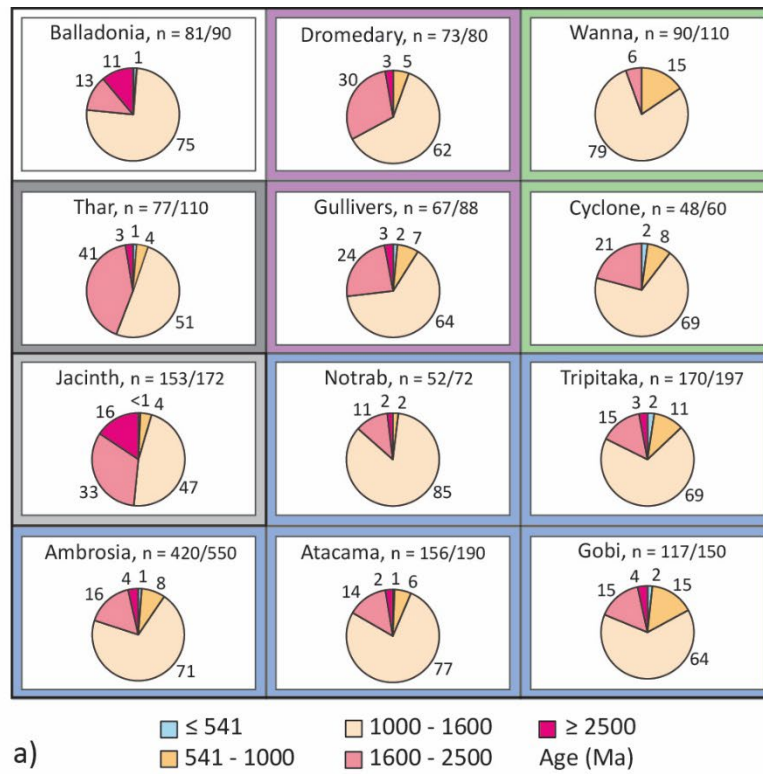 Balladonia, n = 81/90
11 1
13
75
Dromedary, n = 73/80
3 5
30
62
Wanna, n = 90/110
6 15
79
Thar, n = 77/110
3 1 4
41
51
Gullivers, n = 67/88
3 2 7
24
64
Cyclone, n = 48/60
2 8
21
69
Jacinth, n = 153/172
<1 4
16
33 47
Notrab, n = 52/72
2 2
11
85
Tripitaka, n = 170/197
3 2 11
15
69
Ambrosia, n = 420/550
4 1 8
16
71
Atacama, n = 156/190
2 1 6
14
77
Gobi, n = 117/150
4 2 15
15
64
≤ 541 1000 - 1600 ≥ 2500
a) 541 - 1000 1600 - 2500 Age (Ma)